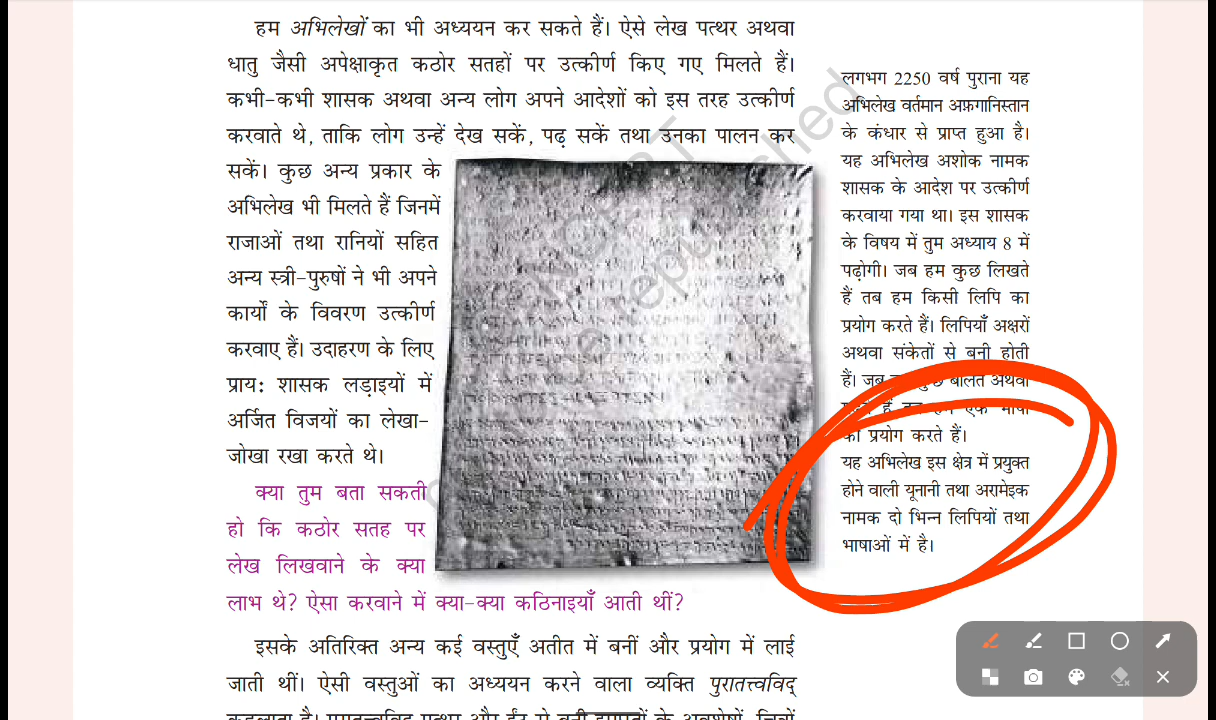 हम अभिलेखों का भी अध्ययन कर सकते हैं। ऐसे लेख पत्थर अथवा
धातु जैसी अपेक्षाकृत कठोर सतहों पर उत्कीर्ण किए गए मिलते हैं।
कभी-कभी शासक अथवा अन्य लोग अपने आदेशों को इस तरह उत्कीर्ण
करवाते थे, ताकि लोग उन्हें देख सकें, पढ़ सकें तथा उनका पालन कर
सकें। कुछ अन्य प्रकार के
अभिलेख भी मिलते हैं जिनमें
राजाओं तथा रानियों सहित
अन्य स्त्री-पुरुषों ने भी अपने
कार्यों के विवरण उत्कीर्ण
करवाए हैं। उदाहरण के लिए
प्रायः शासक लड़ाइयों में
अर्जित विजयों का लेखा-
जोखा रखा करते थे।
क्या तुम बता सकती
हो कि कठोर सतह पर
लेख लिखवाने के क्या
लाभ थे? ऐसा करवाने में क्या-क्या कठिनाइयाँ आती थीं?
इसके अतिरिक्त अन्य कई वस्तुएँ अतीत में बनीं और प्रयोग में लाई
जाती थीं। ऐसी वस्तुओं का अध्ययन करने वाला व्यक्ति पुरातत्त्वविद्
लगभग 2250 वर्ष पुराना यह
अभिलेख वर्तमान अफ़गानिस्तान
के कंधार से प्राप्त हुआ है।
यह अभिलेख अशोक नामक
शासक के आदेश पर उत्कीर्ण
करवाया गया था। इस शासक
के विषय में तुम अध्याय 8 में
पढ़ोगी। जब हम कुछ लिखते
हैं तब हम किसी लिपि का
प्रयोग करते हैं। लिपियाँ अक्षरों
अथवा संकेतों से बनी होती
हैं। जब कुछ बोलते अथवा
हैं तब हम एक भाषा
का प्रयोग करते हैं।
यह अभिलेख इस क्षेत्र में प्रयुक्त
होने वाली यूनानी तथा अरामेइक
नामक दो भिन्न लिपियों तथा
भाषाओं में है।